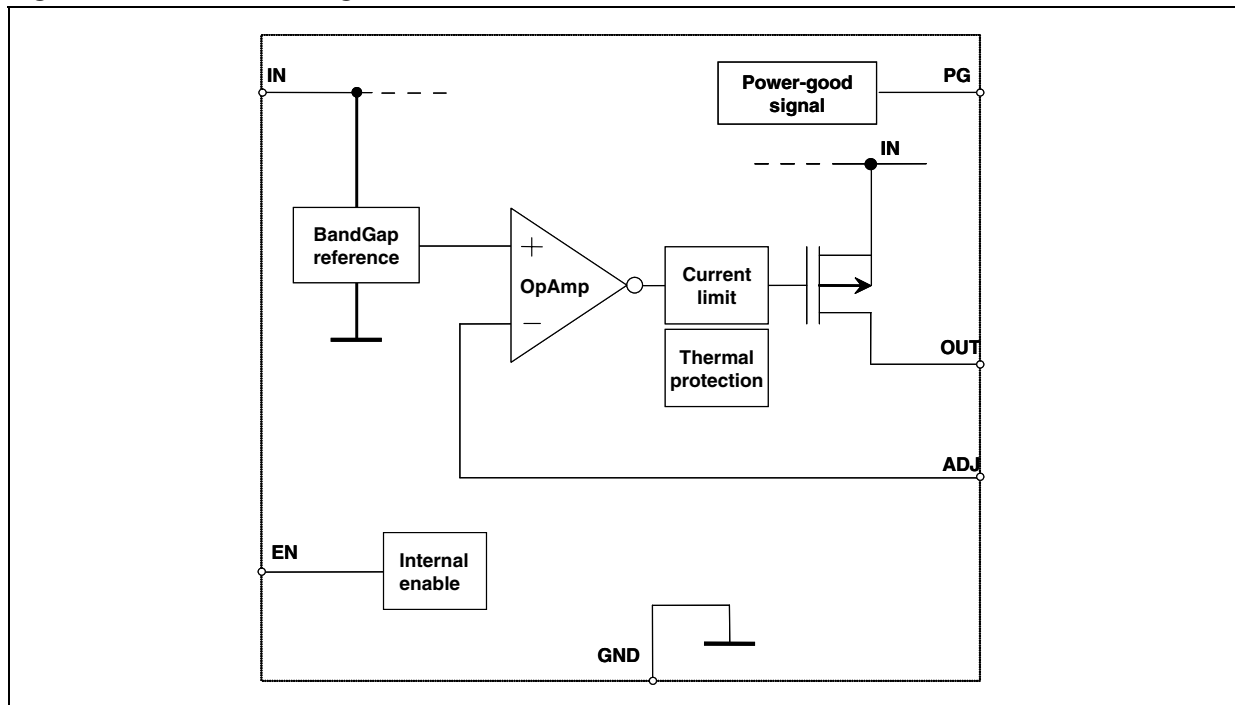 IN
PG
Power-good
signal
IN
BandGap
reference
+
OpAmp
−
Current
limit
Thermal
protection
OUT
ADJ
EN
Internal
enable
GND